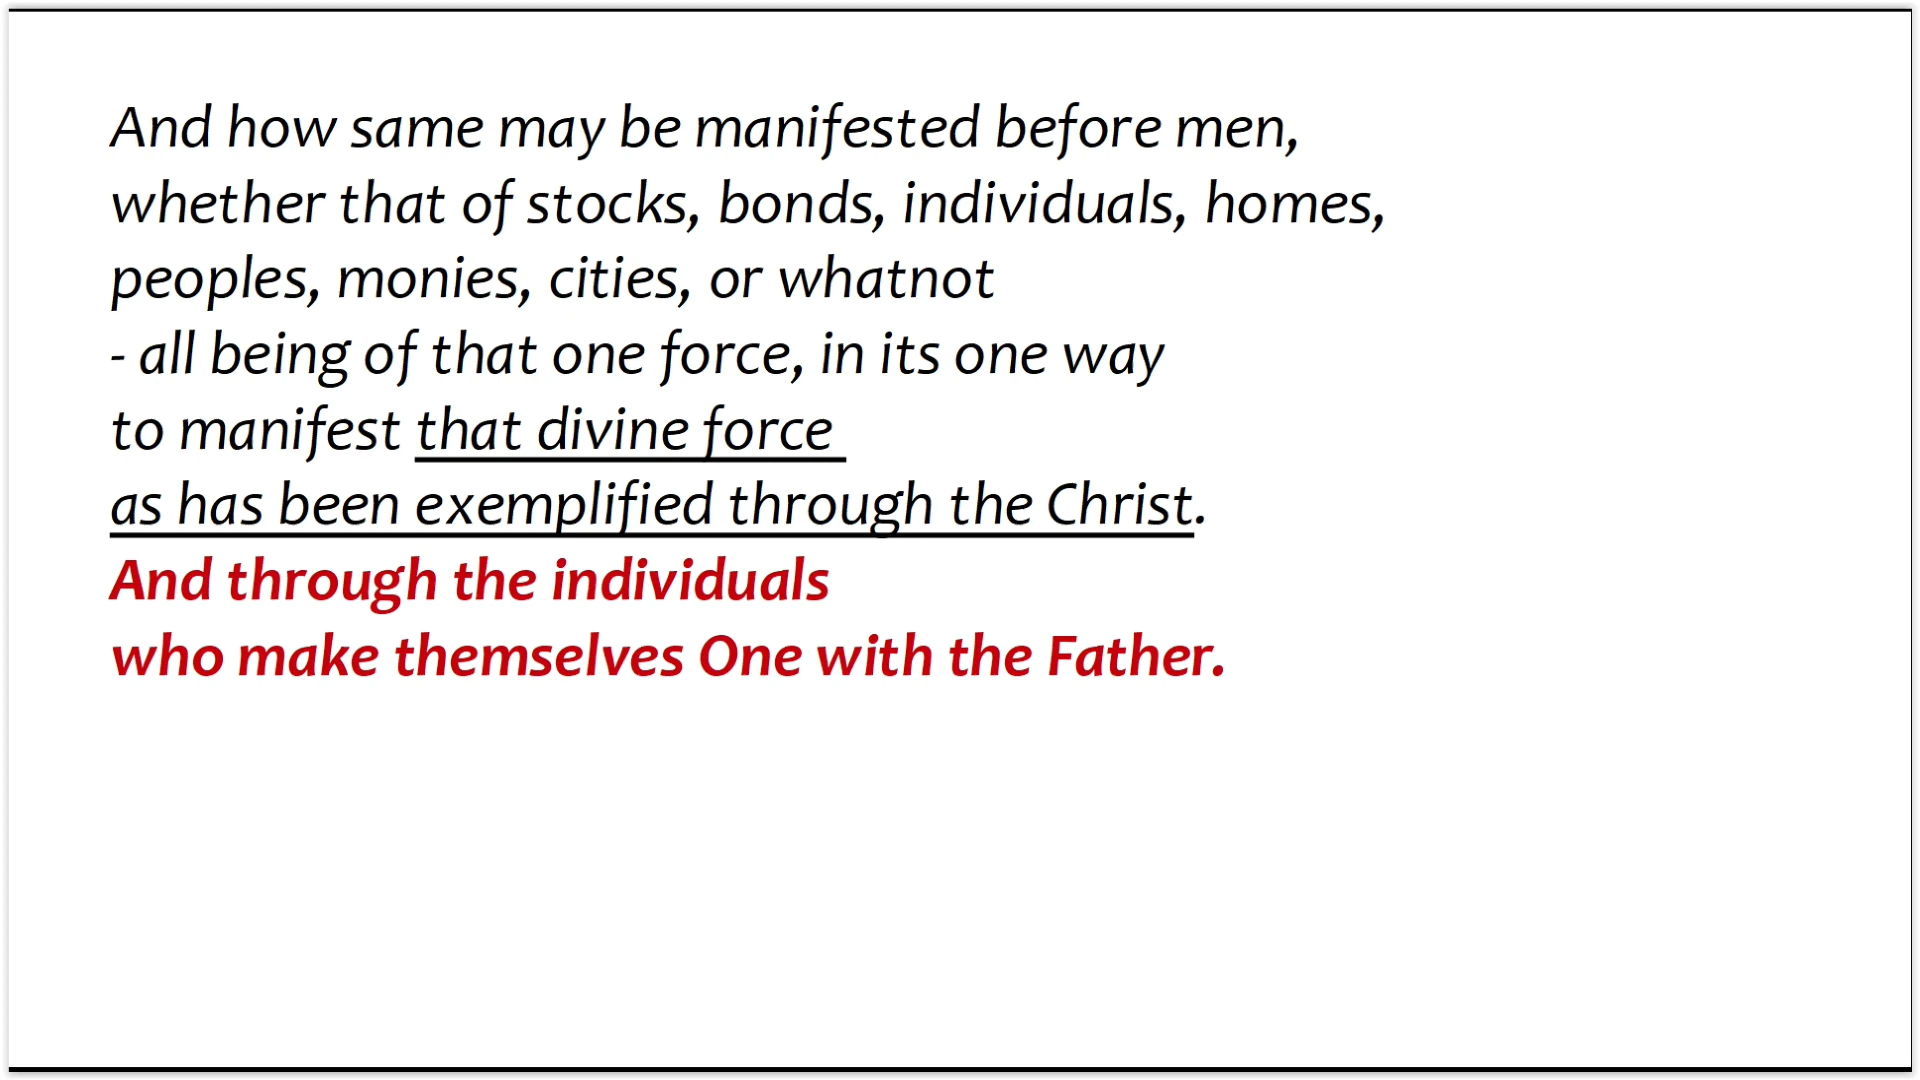 And how same may be manifested before men,
whether that of stocks, bonds, individuals, homes,
peoples, monies, cities, or whatnot
- all being of that one force, in its one way
to manifest that divine force
as has been exemplified through the Christ.
And through the individuals
who make themselves One with the Father.